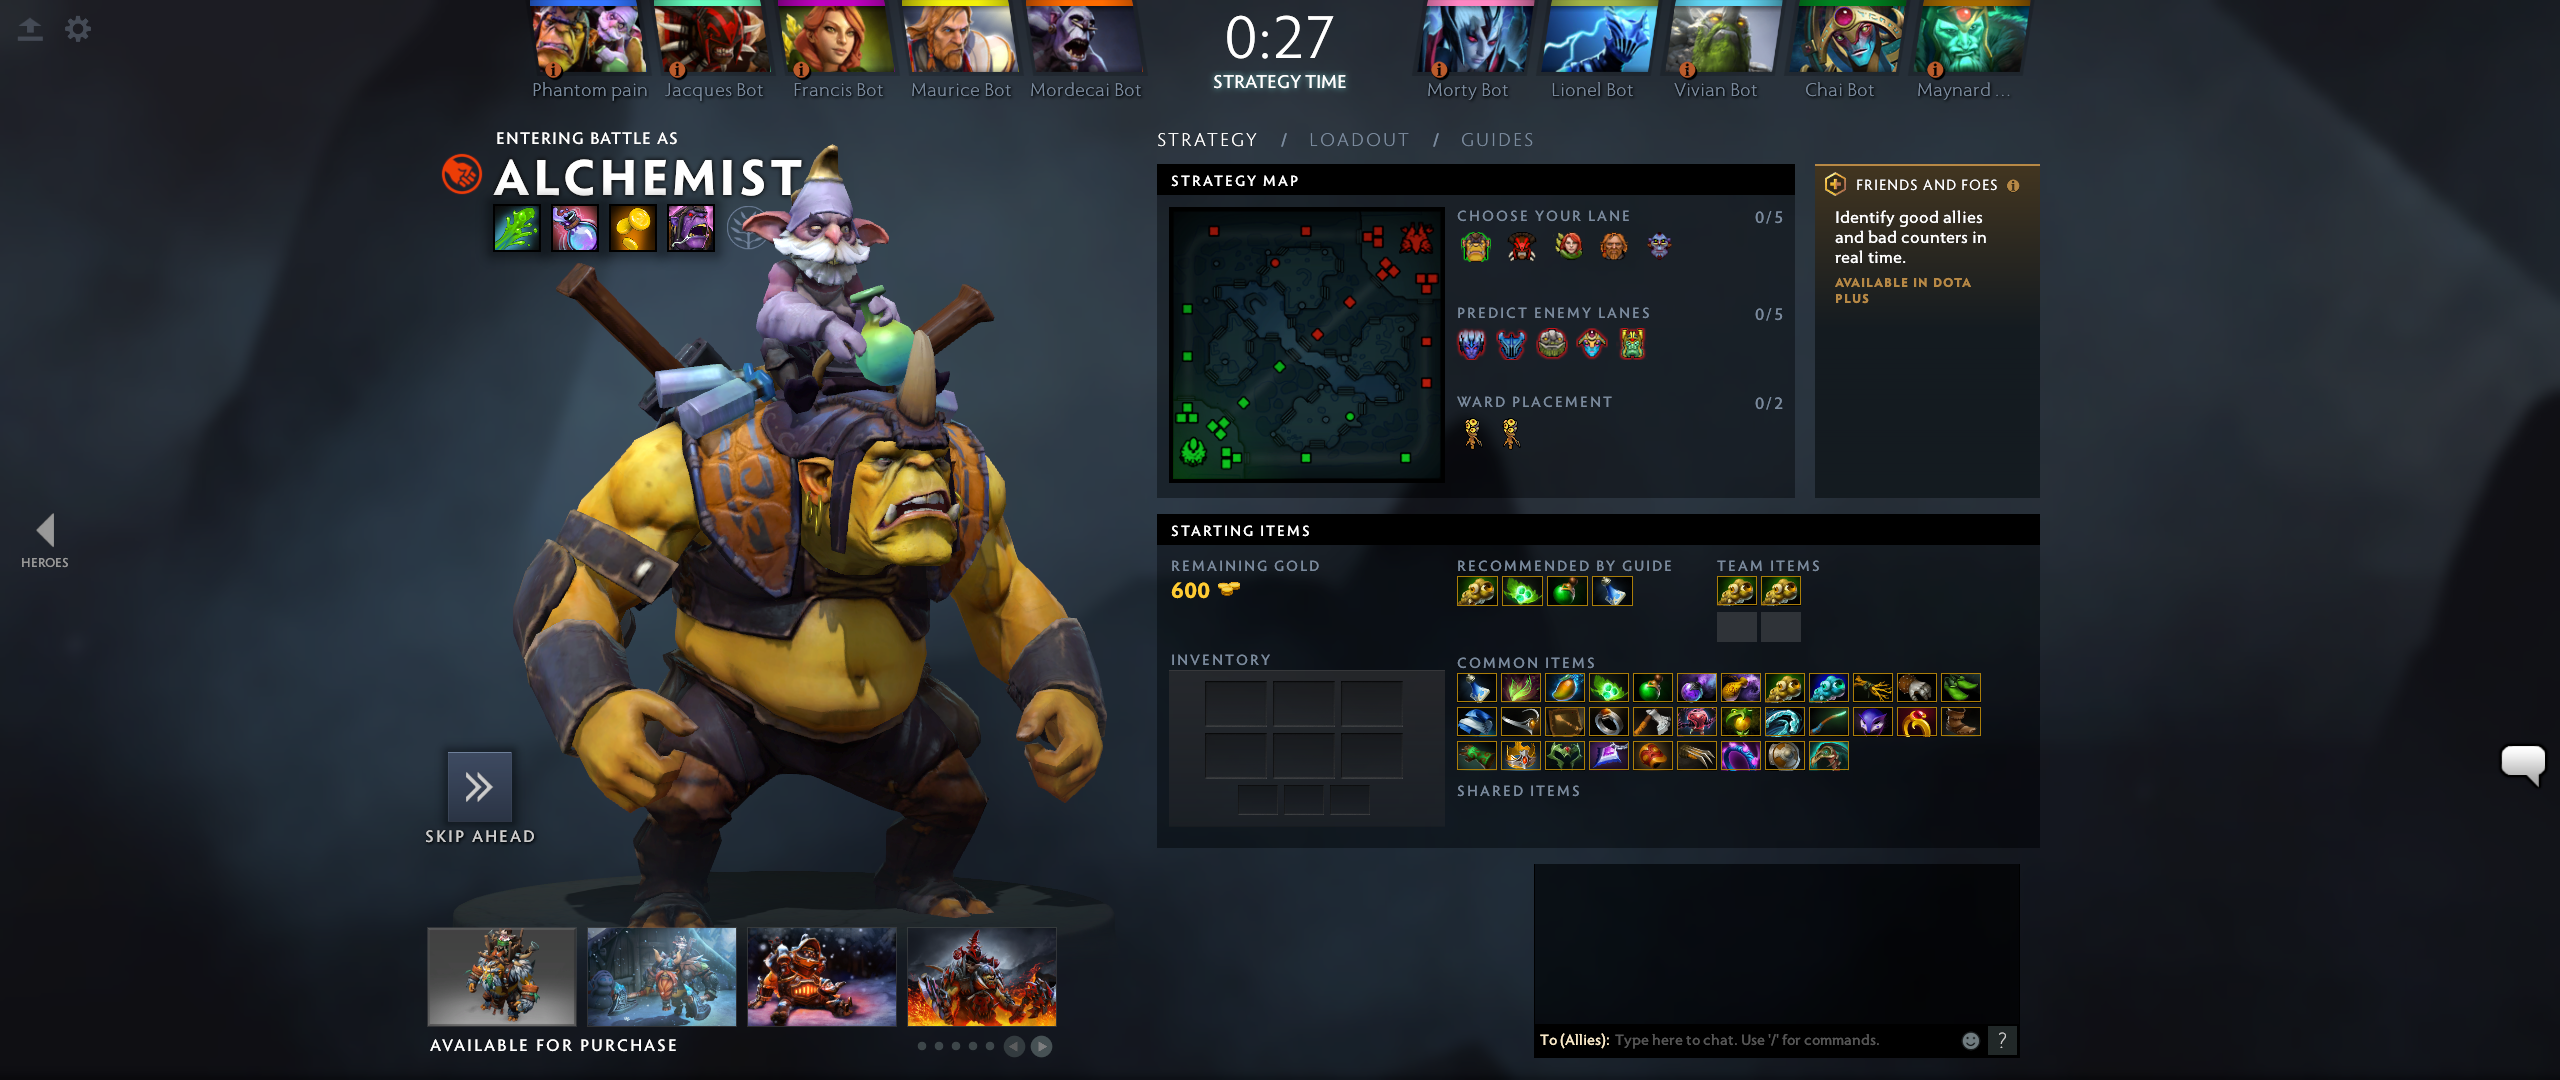 0:27
STRATEGY TIME
Phantom pain
Jacques Bot
Francis Bot
Maurice Bot
Mordecai Bot
Morty Bot
Lionel Bot
Vivian Bot
Chai Bot
Maynard ...
ENTERING BATTLE AS
ALCHEMIST
STRATEGY / LOADOUT / GUIDES
STRATEGY MAP
CHOOSE YOUR LANE 0/5
PREDICT ENEMY LANES 0/5
WARD PLACEMENT 0/2
FRIENDS AND FOES
Identify good allies
and bad counters in
real time.
AVAILABLE IN DOTA
PLUS
HEROES
STARTING ITEMS
REMAINING GOLD
600
RECOMMENDED BY GUIDE
TEAM ITEMS
INVENTORY
COMMON ITEMS
SHARED ITEMS
SKIP AHEAD
AVAILABLE FOR PURCHASE
To (Allies): Type here to chat. Use '/' for commands.
?